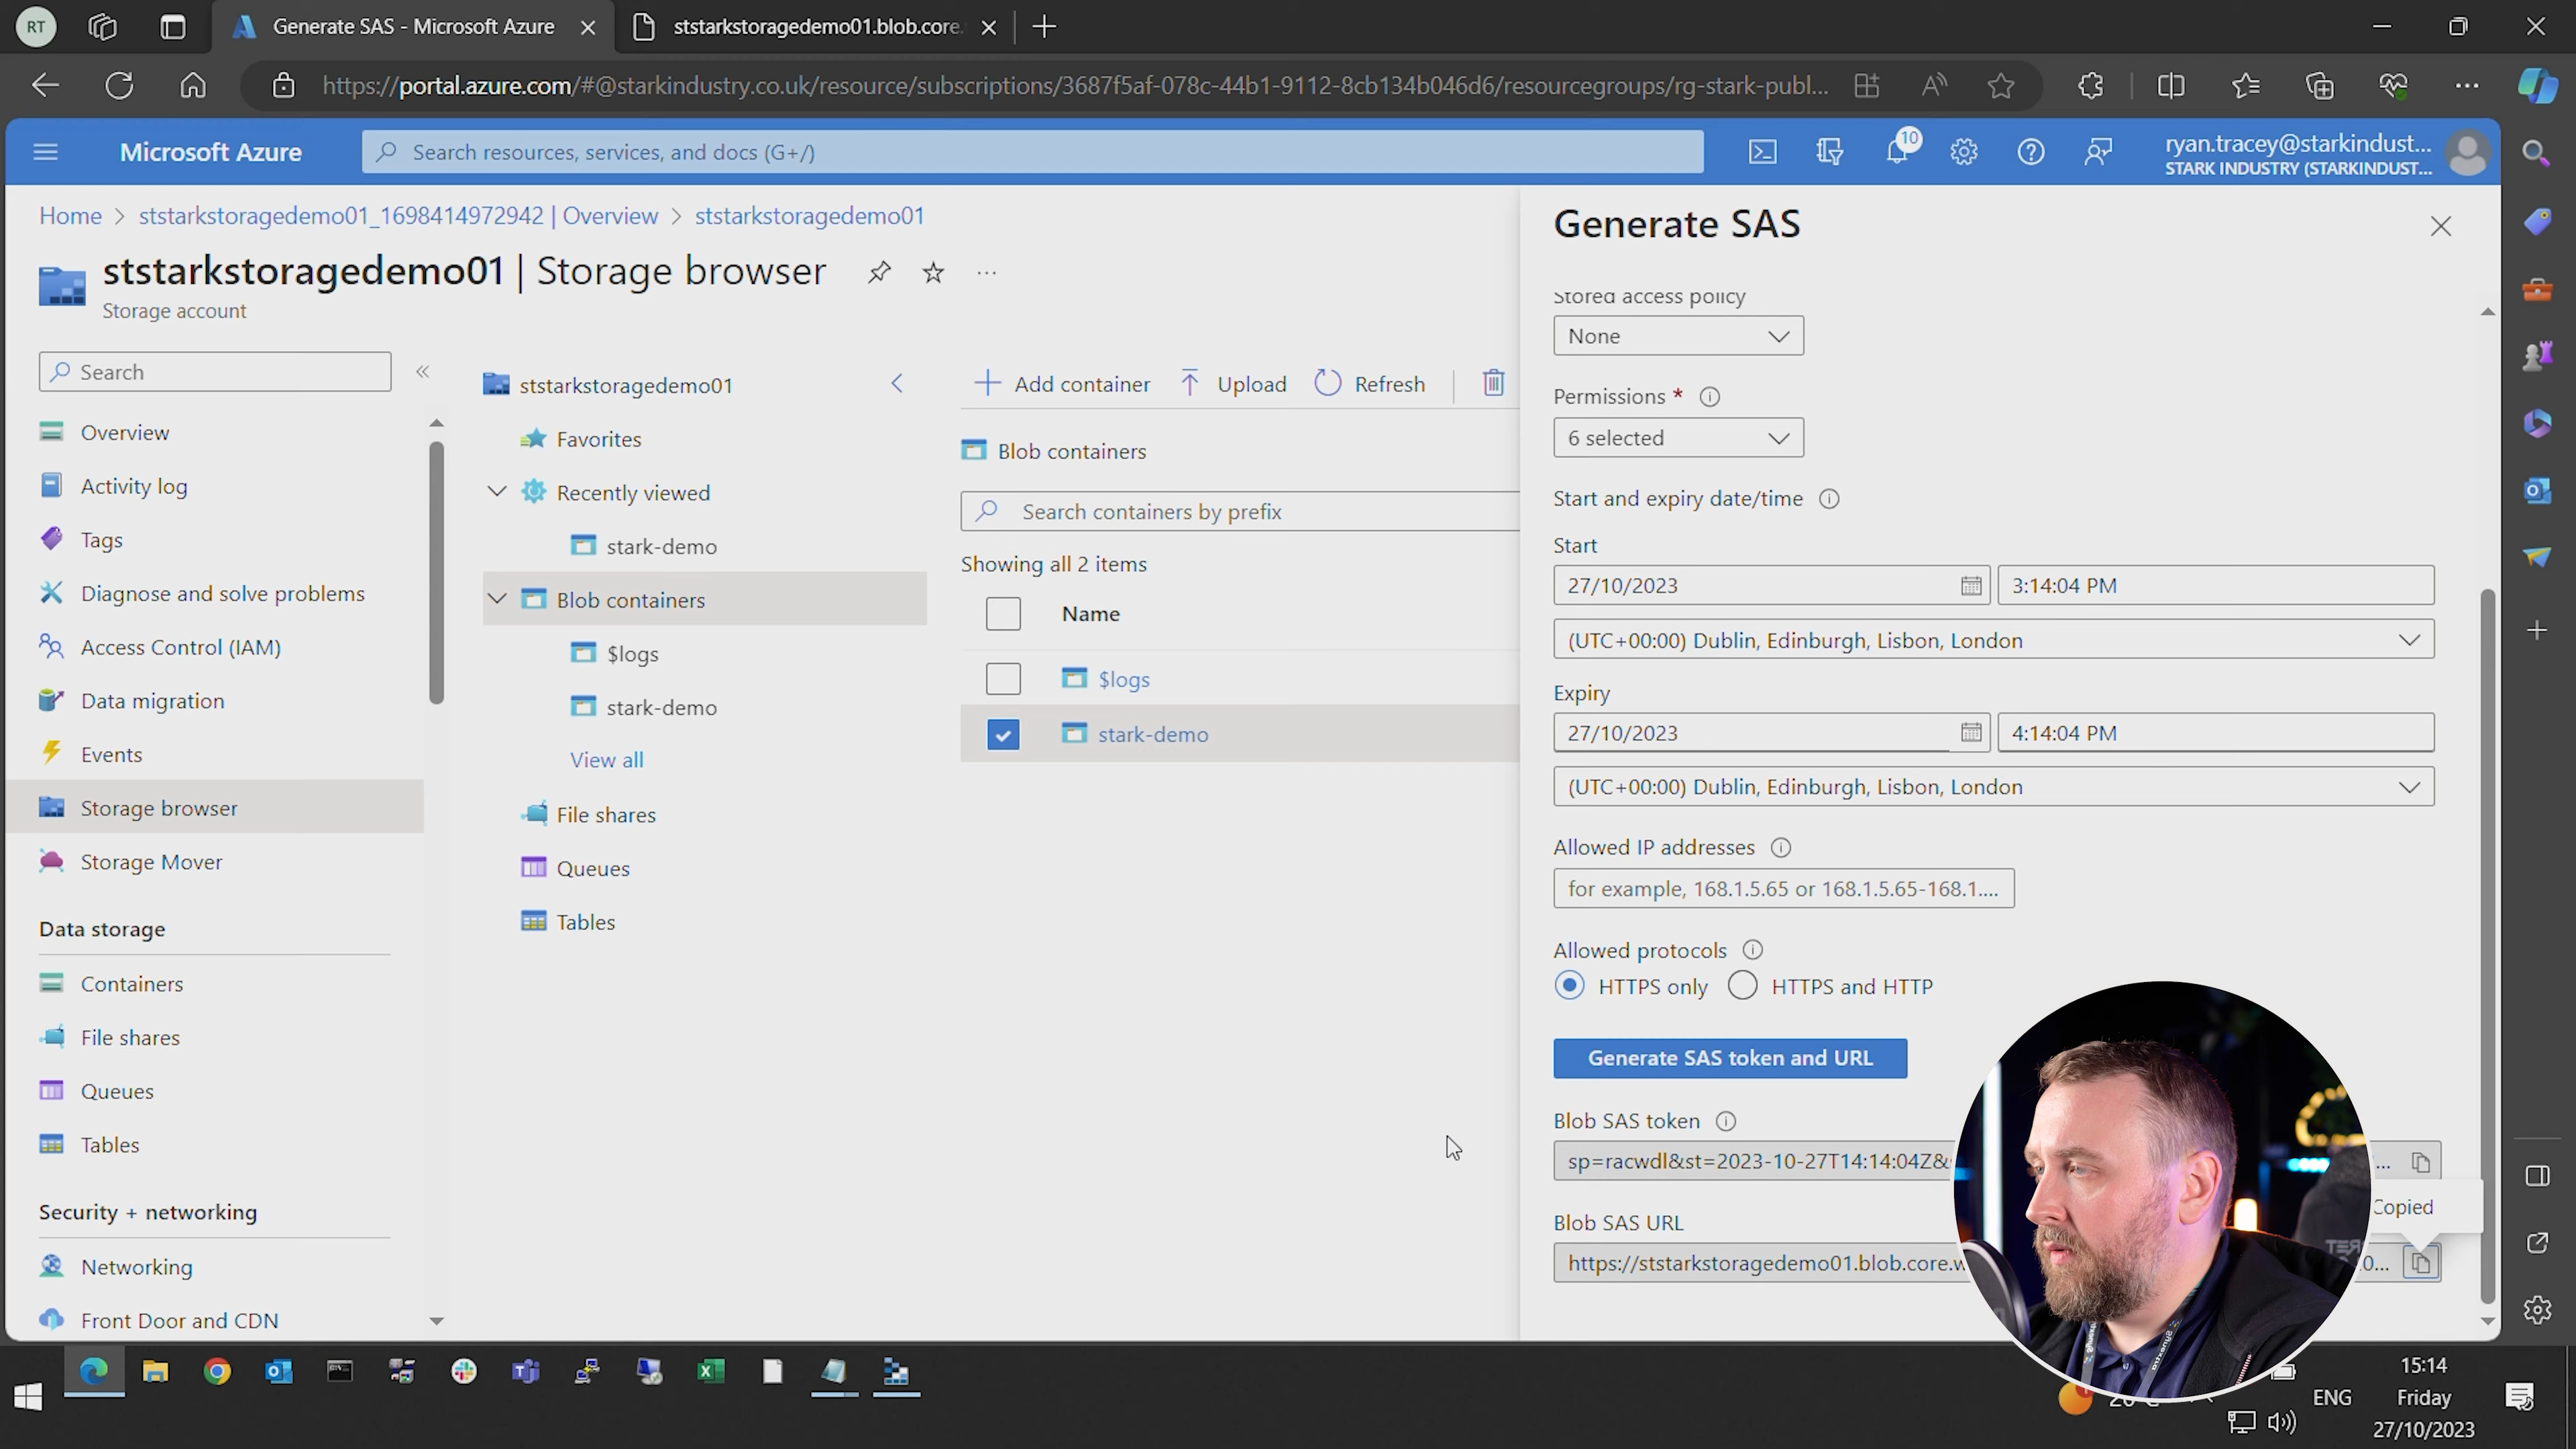 RT
Generate SAS - Microsoft Azure
ststarkstoragedemo01.blob.core.
https://portal.azure.com/#@starkindustry.co.uk/resource/subscriptions/3687f5af-078c-44b1-9112-8cb134b046d6/resourcegroups/rg-stark-publ...
Microsoft Azure
Search resources, services, and docs (G+/)
10
ryan.tracey@starkindust...
STARK INDUSTRY (STARKINDUST...
Home > ststarkstoragedemo01_1698414972942 | Overview > ststarkstoragedemo01
ststarkstoragedemo01 | Storage browser
Storage account
Search
Overview
Activity log
Tags
Diagnose and solve problems
Access Control (IAM)
Data migration
Events
Storage browser
Storage Mover
Data storage
Containers
File shares
Queues
Tables
Security + networking
Networking
Front Door and CDN
ststarkstoragedemo01
Favorites
Recently viewed
stark-demo
Blob containers
$logs
stark-demo
View all
File shares
Queues
Tables
Add container
Upload
Refresh
Blob containers
Search containers by prefix
Showing all 2 items
Name
$logs
stark-demo
Generate SAS
Stored access policy
None
Permissions *
6 selected
Start and expiry date/time
Start
27/10/2023
3:14:04 PM
(UTC+00:00) Dublin, Edinburgh, Lisbon, London
Expiry
27/10/2023
4:14:04 PM
(UTC+00:00) Dublin, Edinburgh, Lisbon, London
Allowed IP addresses
for example, 168.1.5.65 or 168.1.5.65-168.1....
Allowed protocols
HTTPS only
HTTPS and HTTP
Generate SAS token and URL
Blob SAS token
sp=racwdl&st=2023-10-27T14:14:04Z&
...
Copied
Blob SAS URL
https://ststarkstoragedemo01.blob.core.w
0...
ENG
15:14
Friday
27/10/2023